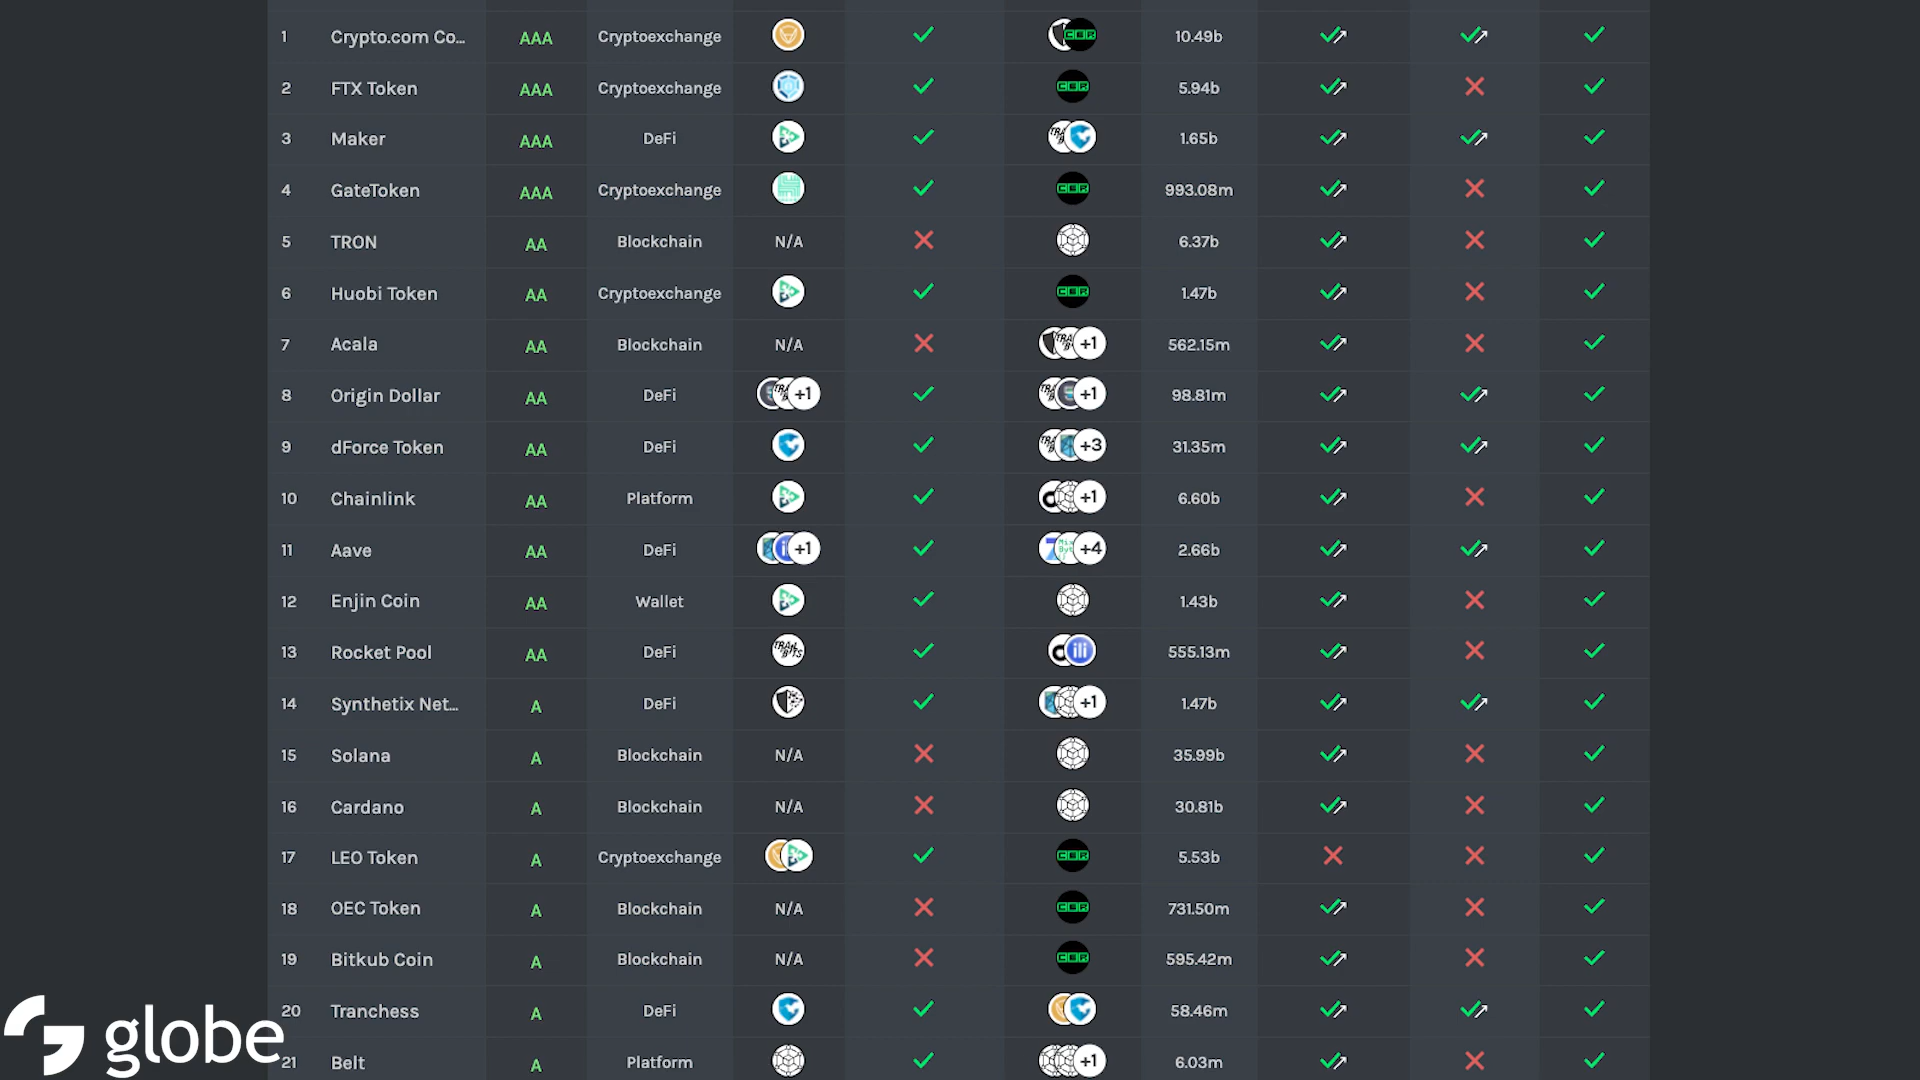 1 Crypto.com Co... AAA Cryptoexchange CER 10.49b
2 FTX Token AAA Cryptoexchange CER 5.94b
3 Maker AAA DeFi 1.65b
4 GateToken AAA Cryptoexchange CER 993.08m
5 TRON AA Blockchain N/A 6.37b
6 Huobi Token AA Cryptoexchange CER 1.47b
7 Acala AA Blockchain N/A +1 562.15m
8 Origin Dollar AA DeFi +1 +1 98.81m
9 dForce Token AA DeFi +3 31.35m
10 Chainlink AA Platform +1 6.60b
11 Aave AA DeFi +1 +4 2.66b
12 Enjin Coin AA Wallet 1.43b
13 Rocket Pool AA DeFi 555.13m
14 Synthetix Net... A DeFi +1 1.47b
15 Solana A Blockchain N/A 35.99b
16 Cardano A Blockchain N/A 30.81b
17 LEO Token A Cryptoexchange CER 5.53b
18 OEC Token A Blockchain N/A CER 731.50m
19 Bitkub Coin A Blockchain N/A CER 595.42m
20 Tranchess A DeFi 58.46m
21 Belt A Platform +1 6.03m
globe